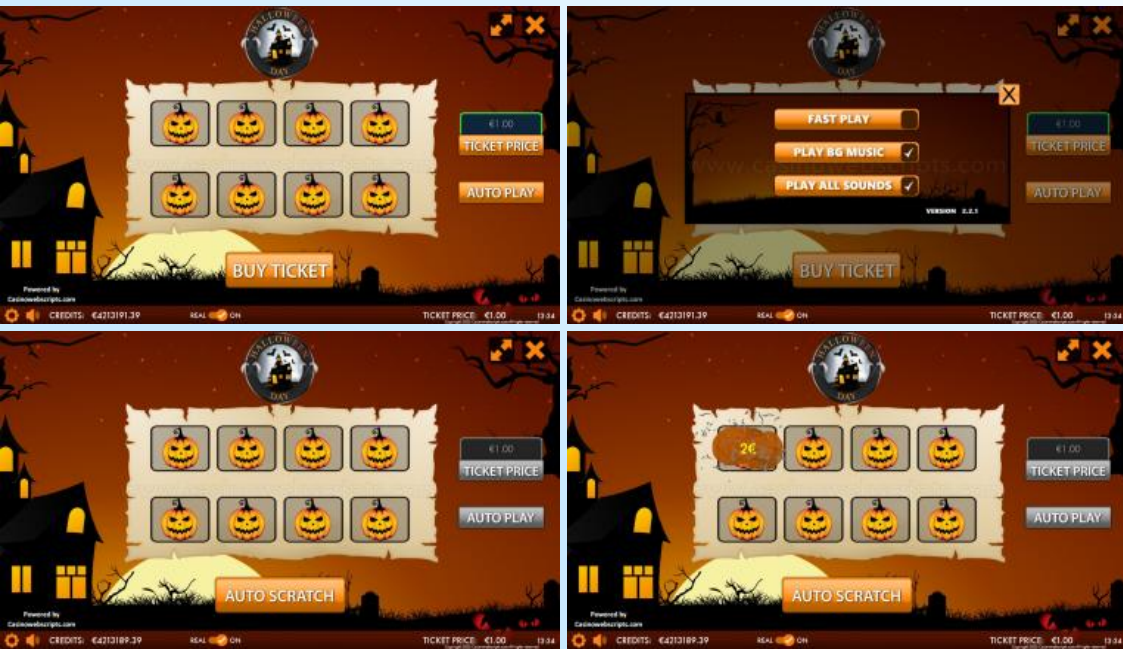 HALLOWEEN
DAY
€1.00
TICKET PRICE
AUTO PLAY
BUY TICKET
Powered by
Casinowebscripts.com
CREDITS: €4213191.39
REAL ON
TICKET PRICE: €1.00
13:34
HALLOWEEN
DAY
X
FAST PLAY
PLAY BG MUSIC
PLAY ALL SOUNDS
VERSION 2.2.1
€1.00
TICKET PRICE
AUTO PLAY
BUY TICKET
Powered by
Casinowebscripts.com
CREDITS: €4213191.39
REAL ON
TICKET PRICE: €1.00
13:34
HALLOWEEN
DAY
€1.00
TICKET PRICE
AUTO PLAY
AUTO SCRATCH
Powered by
Casinowebscripts.com
CREDITS: €4213189.39
REAL ON
TICKET PRICE: €1.00
13:34
HALLOWEEN
DAY
2€
€1.00
TICKET PRICE
AUTO PLAY
AUTO SCRATCH
Powered by
Casinowebscripts.com
CREDITS: €4213189.39
REAL ON
TICKET PRICE: €1.00
13:34